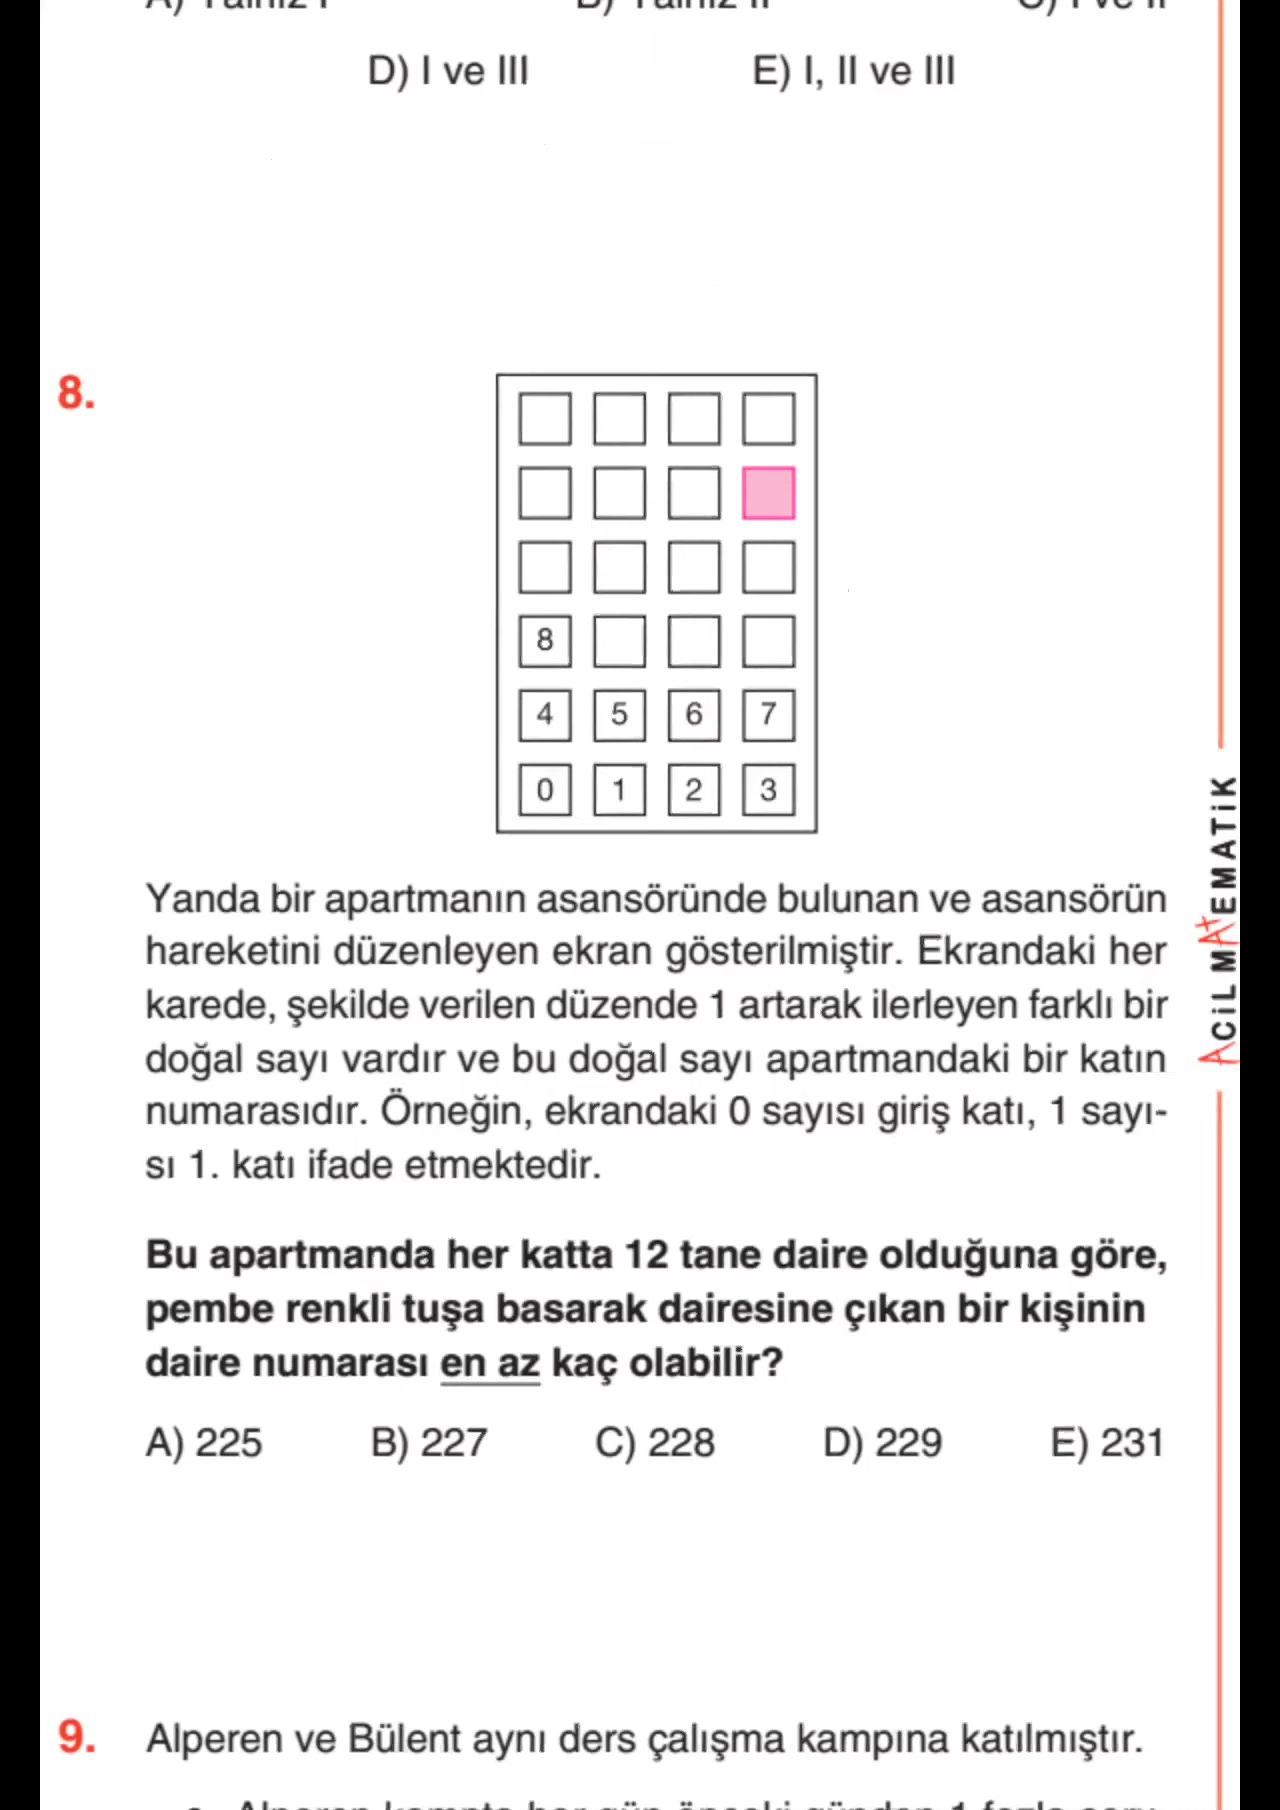 D) I ve III E) I, II ve III
8.
8
4 5 6 7
0 1 2 3
Yanda bir apartmanın asansöründe bulunan ve asansörün
hareketini düzenleyen ekran gösterilmiştir. Ekrandaki her
karede, şekilde verilen düzende 1 artarak ilerleyen farklı bir
doğal sayı vardır ve bu doğal sayı apartmandaki bir katın
numarasıdır. Örneğin, ekrandaki 0 sayısı giriş katı, 1 sayı-
sı 1. katı ifade etmektedir.
Bu apartmanda her katta 12 tane daire olduğuna göre,
pembe renkli tuşa basarak dairesine çıkan bir kişinin
daire numarası en az kaç olabilir?
A) 225 B) 227 C) 228 D) 229 E) 231
ACİL MATEMATİK
9. Alperen ve Bülent aynı ders çalışma kampına katılmıştır.